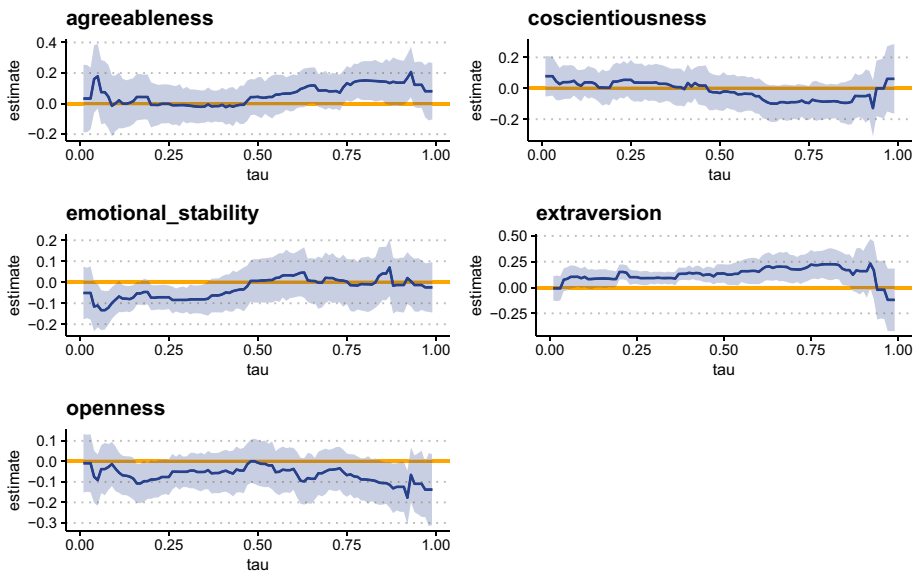 agreeableness
estimate
0.4
0.2
0.0
−0.2
0.00 0.25 0.50 0.75 1.00
tau
coscientiousness
estimate
0.2
0.0
−0.2
0.00 0.25 0.50 0.75 1.00
tau
emotional_stability
estimate
0.2
0.1
0.0
−0.1
−0.2
0.00 0.25 0.50 0.75 1.00
tau
extraversion
estimate
0.50
0.25
0.00
−0.25
0.00 0.25 0.50 0.75 1.00
tau
openness
estimate
0.1
0.0
−0.1
−0.2
−0.3
0.00 0.25 0.50 0.75 1.00
tau